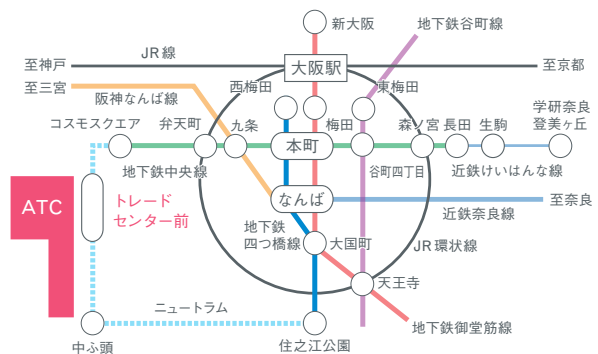 新大阪
地下鉄谷町線
JR線
至神戸
大阪駅
至京都
至三宮
阪神なんば線
西梅田
東梅田
梅田
学研奈良
登美ヶ丘
コスモスクエア
弁天町
九条
本町
森ノ宮
長田
生駒
地下鉄中央線
谷町四丁目
近鉄けいはんな線
ATC
トレード
センター前
なんば
至奈良
近鉄奈良線
地下鉄
四つ橋線
大国町
JR環状線
天王寺
ニュートラム
地下鉄御堂筋線
中ふ頭
住之江公園